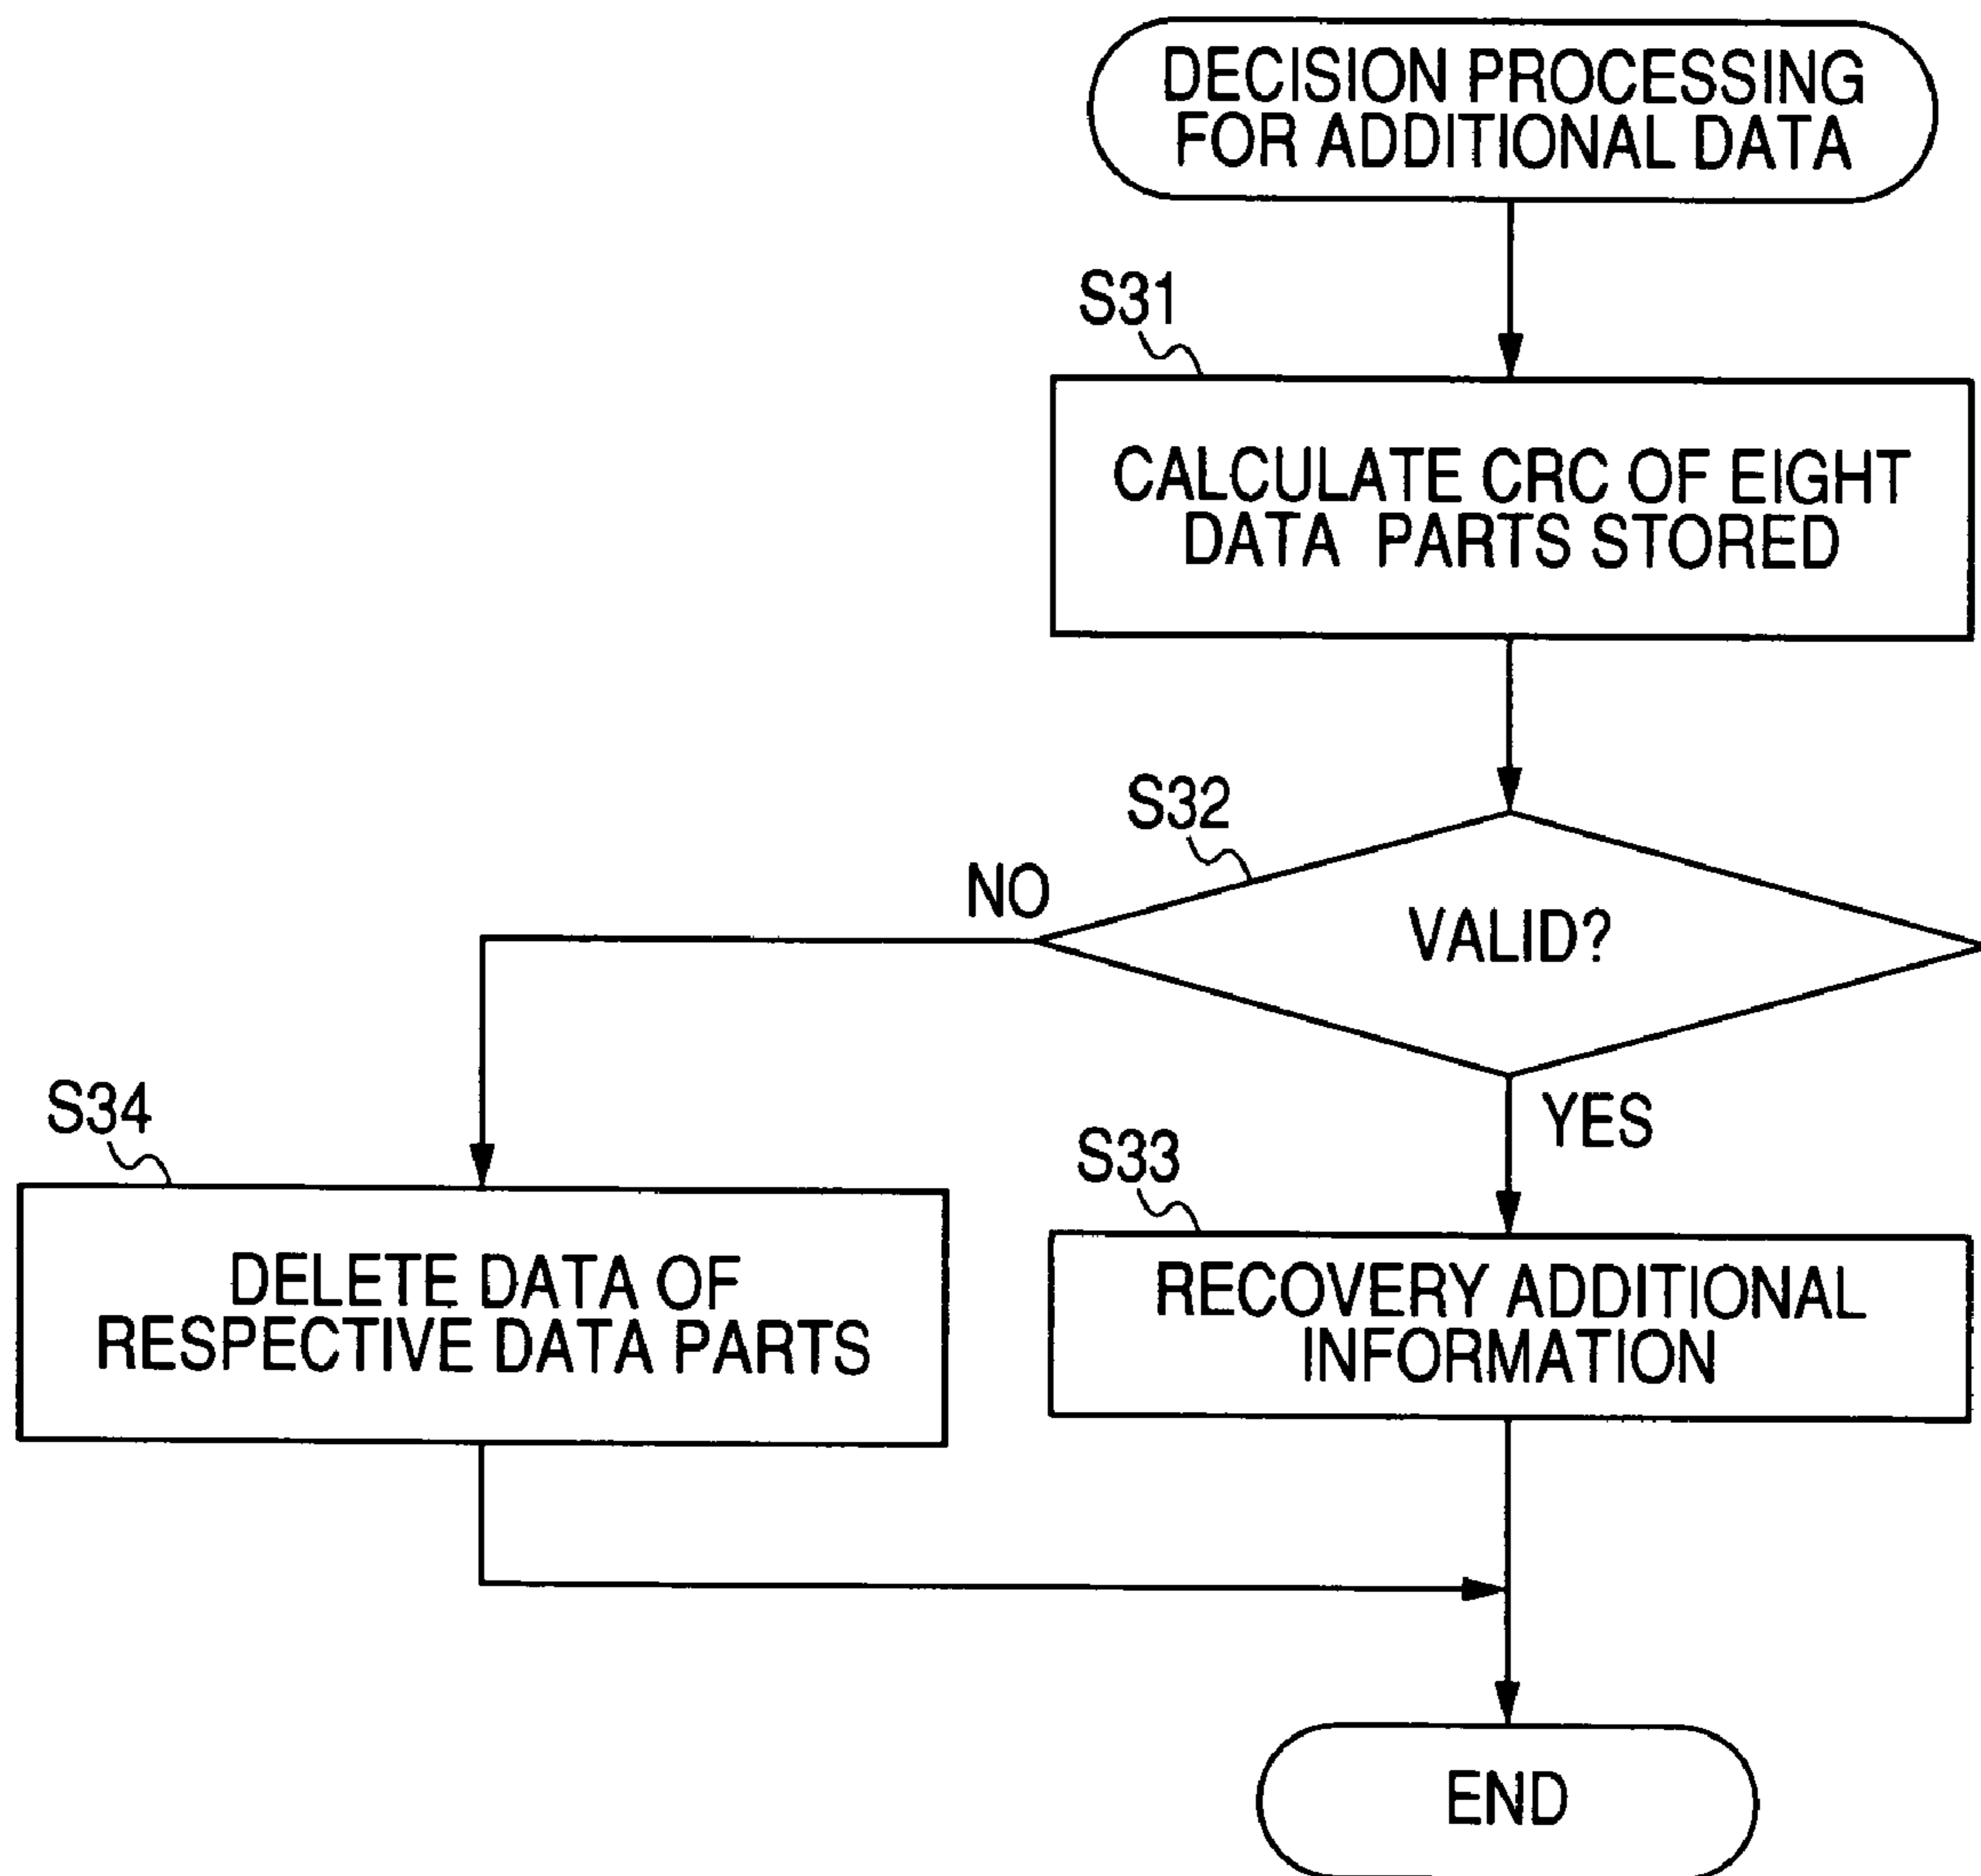 DECISION PROCESSING
FOR ADDITIONAL DATA
S31
CALCULATE CRC OF EIGHT
DATA PARTS STORED
S32
NO
VALID?
YES
S34
S33
DELETE DATA OF
RESPECTIVE DATA PARTS
RECOVERY ADDITIONAL
INFORMATION
END